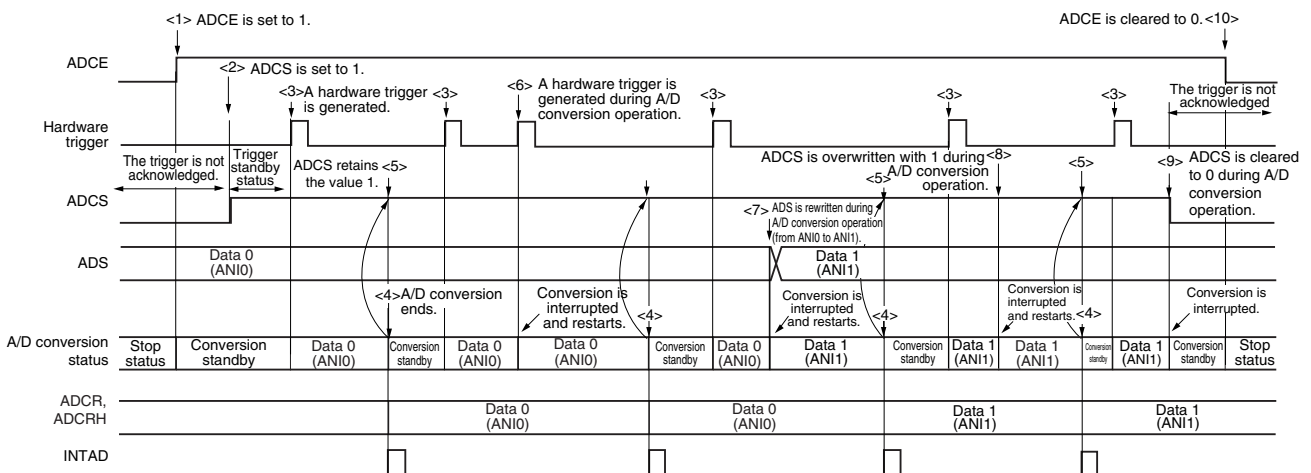 <1> ADCE is set to 1.
ADCE is cleared to 0.<10>
ADCE
<2> ADCS is set to 1.
<3>A hardware trigger
is generated.
<3>
<6> A hardware trigger is
generated during A/D
conversion operation.
<3>
<3>
<3>
The trigger is not
acknowledged
Hardware
trigger
The trigger is not
acknowledged.
Trigger
standby
status
ADCS retains <5>
the value 1.
ADCS is overwritten with 1 during <8>
<5> A/D conversion
operation.
<5>
<9> ADCS is cleared
to 0 during A/D
conversion
operation.
ADCS
<7> ADS is rewritten during
A/D conversion operation
(from ANI0 to ANI1).
ADS
Data 0
(ANI0)
Data 1
(ANI1)
<4>A/D conversion
ends.
Conversion is
interrupted
and restarts.
<4>
Conversion is
interrupted
and restarts.
<4>
Conversion is
interrupted
and restarts.
<4>
Conversion is
interrupted.
A/D conversion
status
Stop
status
Conversion
standby
Data 0
(ANI0)
Conversion
standby
Data 0
(ANI0)
Data 0
(ANI0)
Conversion
standby
Data 0
(ANI0)
Data 1
(ANI1)
Conversion
standby
Data 1
(ANI1)
Data 1
(ANI1)
Conversion
standby
Data 1
(ANI1)
Conversion
standby
Stop
status
ADCR,
ADCRH
Data 0
(ANI0)
Data 0
(ANI0)
Data 1
(ANI1)
Data 1
(ANI1)
INTAD